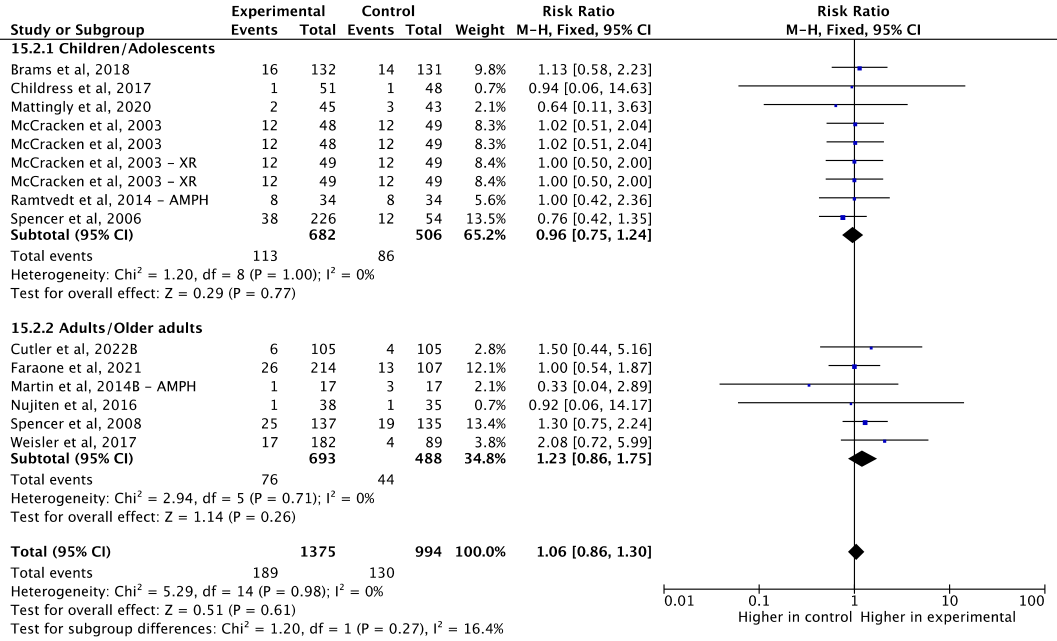 Experimental Control Risk Ratio Risk Ratio
Study or Subgroup Events Total Events Total Weight M-H, Fixed, 95% CI M-H, Fixed, 95% CI
15.2.1 Children/Adolescents
Brams et al, 2018 16 132 14 131 9.8% 1.13 [0.58, 2.23]
Childress et al, 2017 1 51 1 48 0.7% 0.94 [0.06, 14.63]
Mattingly et al, 2020 2 45 3 43 2.1% 0.64 [0.11, 3.63]
McCracken et al, 2003 12 48 12 49 8.3% 1.02 [0.51, 2.04]
McCracken et al, 2003 12 48 12 49 8.3% 1.02 [0.51, 2.04]
McCracken et al, 2003 - XR 12 49 12 49 8.4% 1.00 [0.50, 2.00]
McCracken et al, 2003 - XR 12 49 12 49 8.4% 1.00 [0.50, 2.00]
Ramtvedt et al, 2014 - AMPH 8 34 8 34 5.6% 1.00 [0.42, 2.36]
Spencer et al, 2006 38 226 12 54 13.5% 0.76 [0.42, 1.35]
Subtotal (95% CI) 682 506 65.2% 0.96 [0.75, 1.24]
Total events 113 86
Heterogeneity: Chi² = 1.20, df = 8 (P = 1.00); I² = 0%
Test for overall effect: Z = 0.29 (P = 0.77)
15.2.2 Adults/Older adults
Cutler et al, 2022B 6 105 4 105 2.8% 1.50 [0.44, 5.16]
Faraone et al, 2021 26 214 13 107 12.1% 1.00 [0.54, 1.87]
Martin et al, 2014B - AMPH 1 17 3 17 2.1% 0.33 [0.04, 2.89]
Nujiten et al, 2016 1 38 1 35 0.7% 0.92 [0.06, 14.17]
Spencer et al, 2008 25 137 19 135 13.4% 1.30 [0.75, 2.24]
Weisler et al, 2017 17 182 4 89 3.8% 2.08 [0.72, 5.99]
Subtotal (95% CI) 693 488 34.8% 1.23 [0.86, 1.75]
Total events 76 44
Heterogeneity: Chi² = 2.94, df = 5 (P = 0.71); I² = 0%
Test for overall effect: Z = 1.14 (P = 0.26)
Total (95% CI) 1375 994 100.0% 1.06 [0.86, 1.30]
Total events 189 130
Heterogeneity: Chi² = 5.29, df = 14 (P = 0.98); I² = 0%
Test for overall effect: Z = 0.51 (P = 0.61)
Test for subgroup differences: Chi² = 1.20, df = 1 (P = 0.27), I² = 16.4%
0.01 0.1 1 10 100
Higher in control Higher in experimental